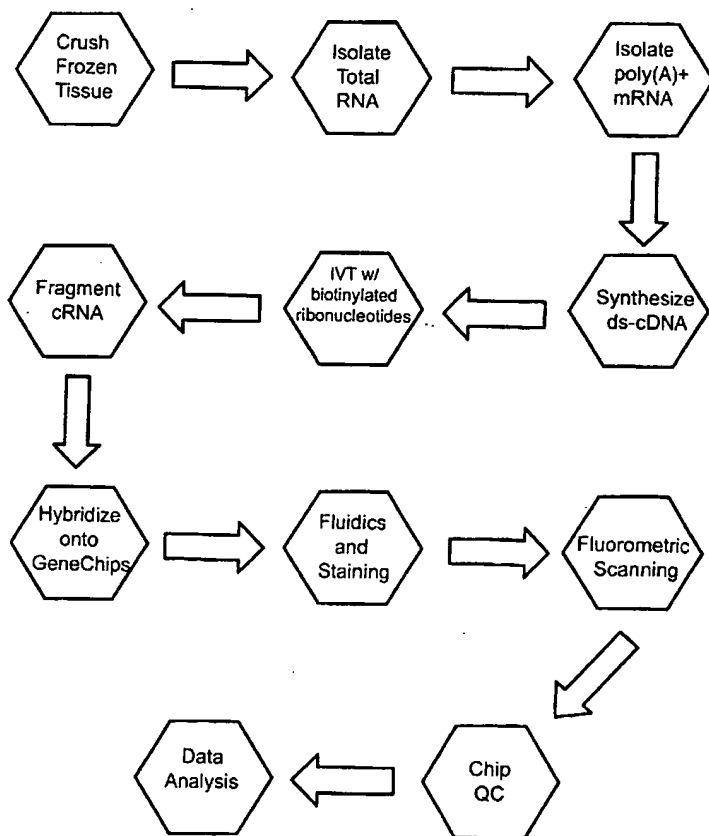 Crush
Frozen
Tissue
Isolate
Total
RNA
Isolate
poly(A)+
mRNA
Synthesize
ds-cDNA
IVT w/
biotinylated
ribonucleotides
Fragment
cRNA
Hybridize
onto
GeneChips
Fluidics
and
Staining
Fluorometric
Scanning
Chip
QC
Data
Analysis